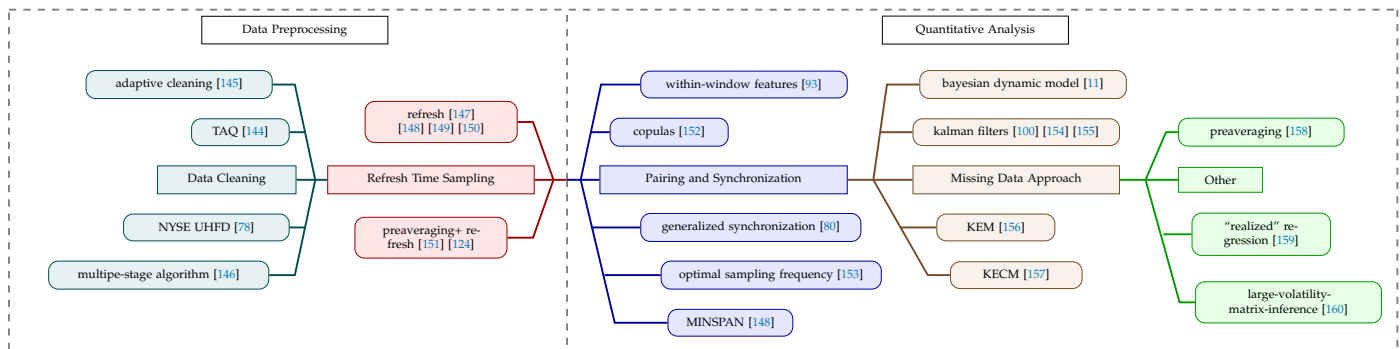 Data Preprocessing
adaptive cleaning [145]
TAQ [144]
Data Cleaning
NYSE UHFD [78]
multipe-stage algorithm [146]
refresh [147]
[148] [149] [150]
Refresh Time Sampling
preaveraging+ re-
fresh [151] [124]
Quantitative Analysis
within-window features [93]
copulas [152]
Pairing and Synchronization
generalized synchronization [80]
optimal sampling frequency [153]
MINSPAN [148]
bayesian dynamic model [11]
kalman filters [100] [154] [155]
Missing Data Approach
KEM [156]
KECM [157]
preaveraging [158]
Other
“realized” re-
gression [159]
large-volatility-
matrix-inference [160]